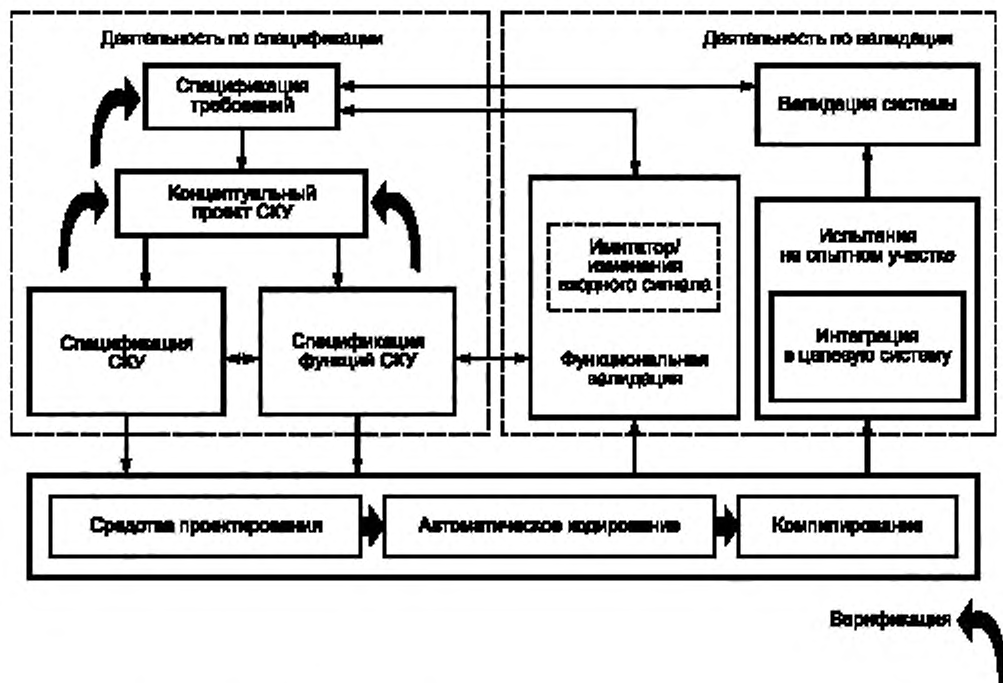 Деятельность по спецификации
Деятельность по валидации
Спецификация
требований
Валидация системы
Концептуальный
проект СКУ
Имитатор/
изменения
входного сигнала
Испытания
на опытном участке
Спецификация
СКУ
Спецификация
функций СКУ
Функциональная
валидация
Интеграция
в целевую систему
Средства проектирования
Автоматическое кодирование
Компилирование
Верификация